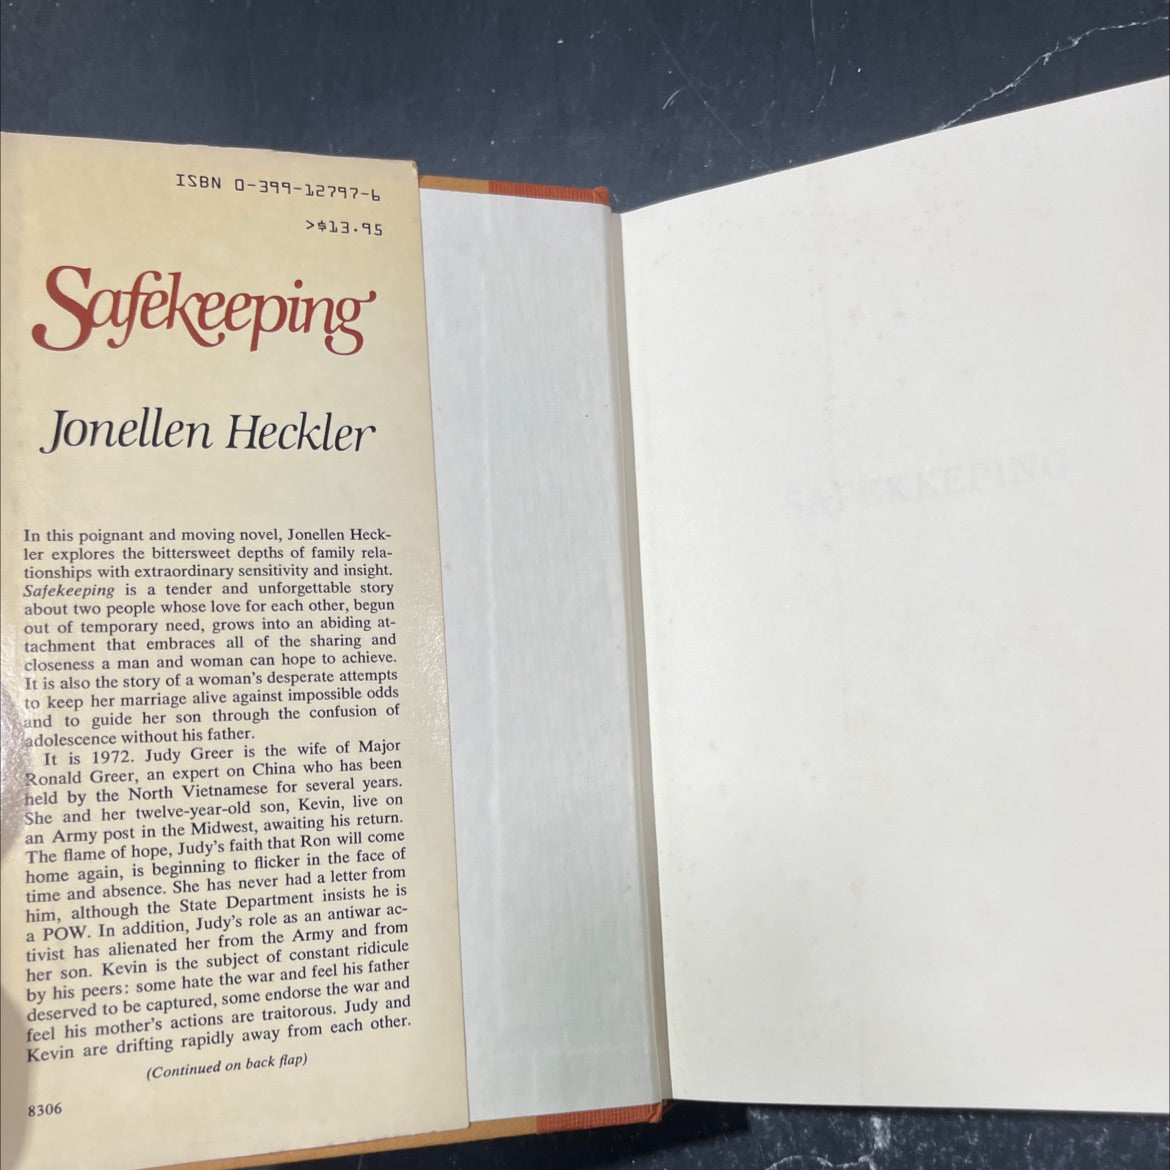 ISBN 0-399-12797-6
>$13.95
Safekeeping
Jonellen Heckler
In this poignant and moving novel, Jonellen Heck-
ler explores the bittersweet depths of family rela-
tionships with extraordinary sensitivity and insight.
Safekeeping is a tender and unforgettable story
about two people whose love for each other, begun
out of temporary need, grows into an abiding at-
tachment that embraces all of the sharing and
closeness a man and woman can hope to achieve.
It is also the story of a woman's desperate attempts
to keep her marriage alive against impossible odds
and to guide her son through the confusion of
adolescence without his father.
It is 1972. Judy Greer is the wife of Major
Ronald Greer, an expert on China who has been
held by the North Vietnamese for several years.
She and her twelve-year-old son, Kevin, live on
an Army post in the Midwest, awaiting his return.
The flame of hope, Judy's faith that Ron will come
home again, is beginning to flicker in the face of
time and absence. She has never had a letter from
him, although the State Department insists he is
a POW. In addition, Judy's role as an antiwar ac-
tivist has alienated her from the Army and from
her son. Kevin is the subject of constant ridicule
by his peers: some hate the war and feel his father
deserved to be captured, some endorse the war and
feel his mother's actions are traitorous. Judy and
Kevin are drifting rapidly away from each other.
(Continued on back flap)
8306
SAFEKEEPING